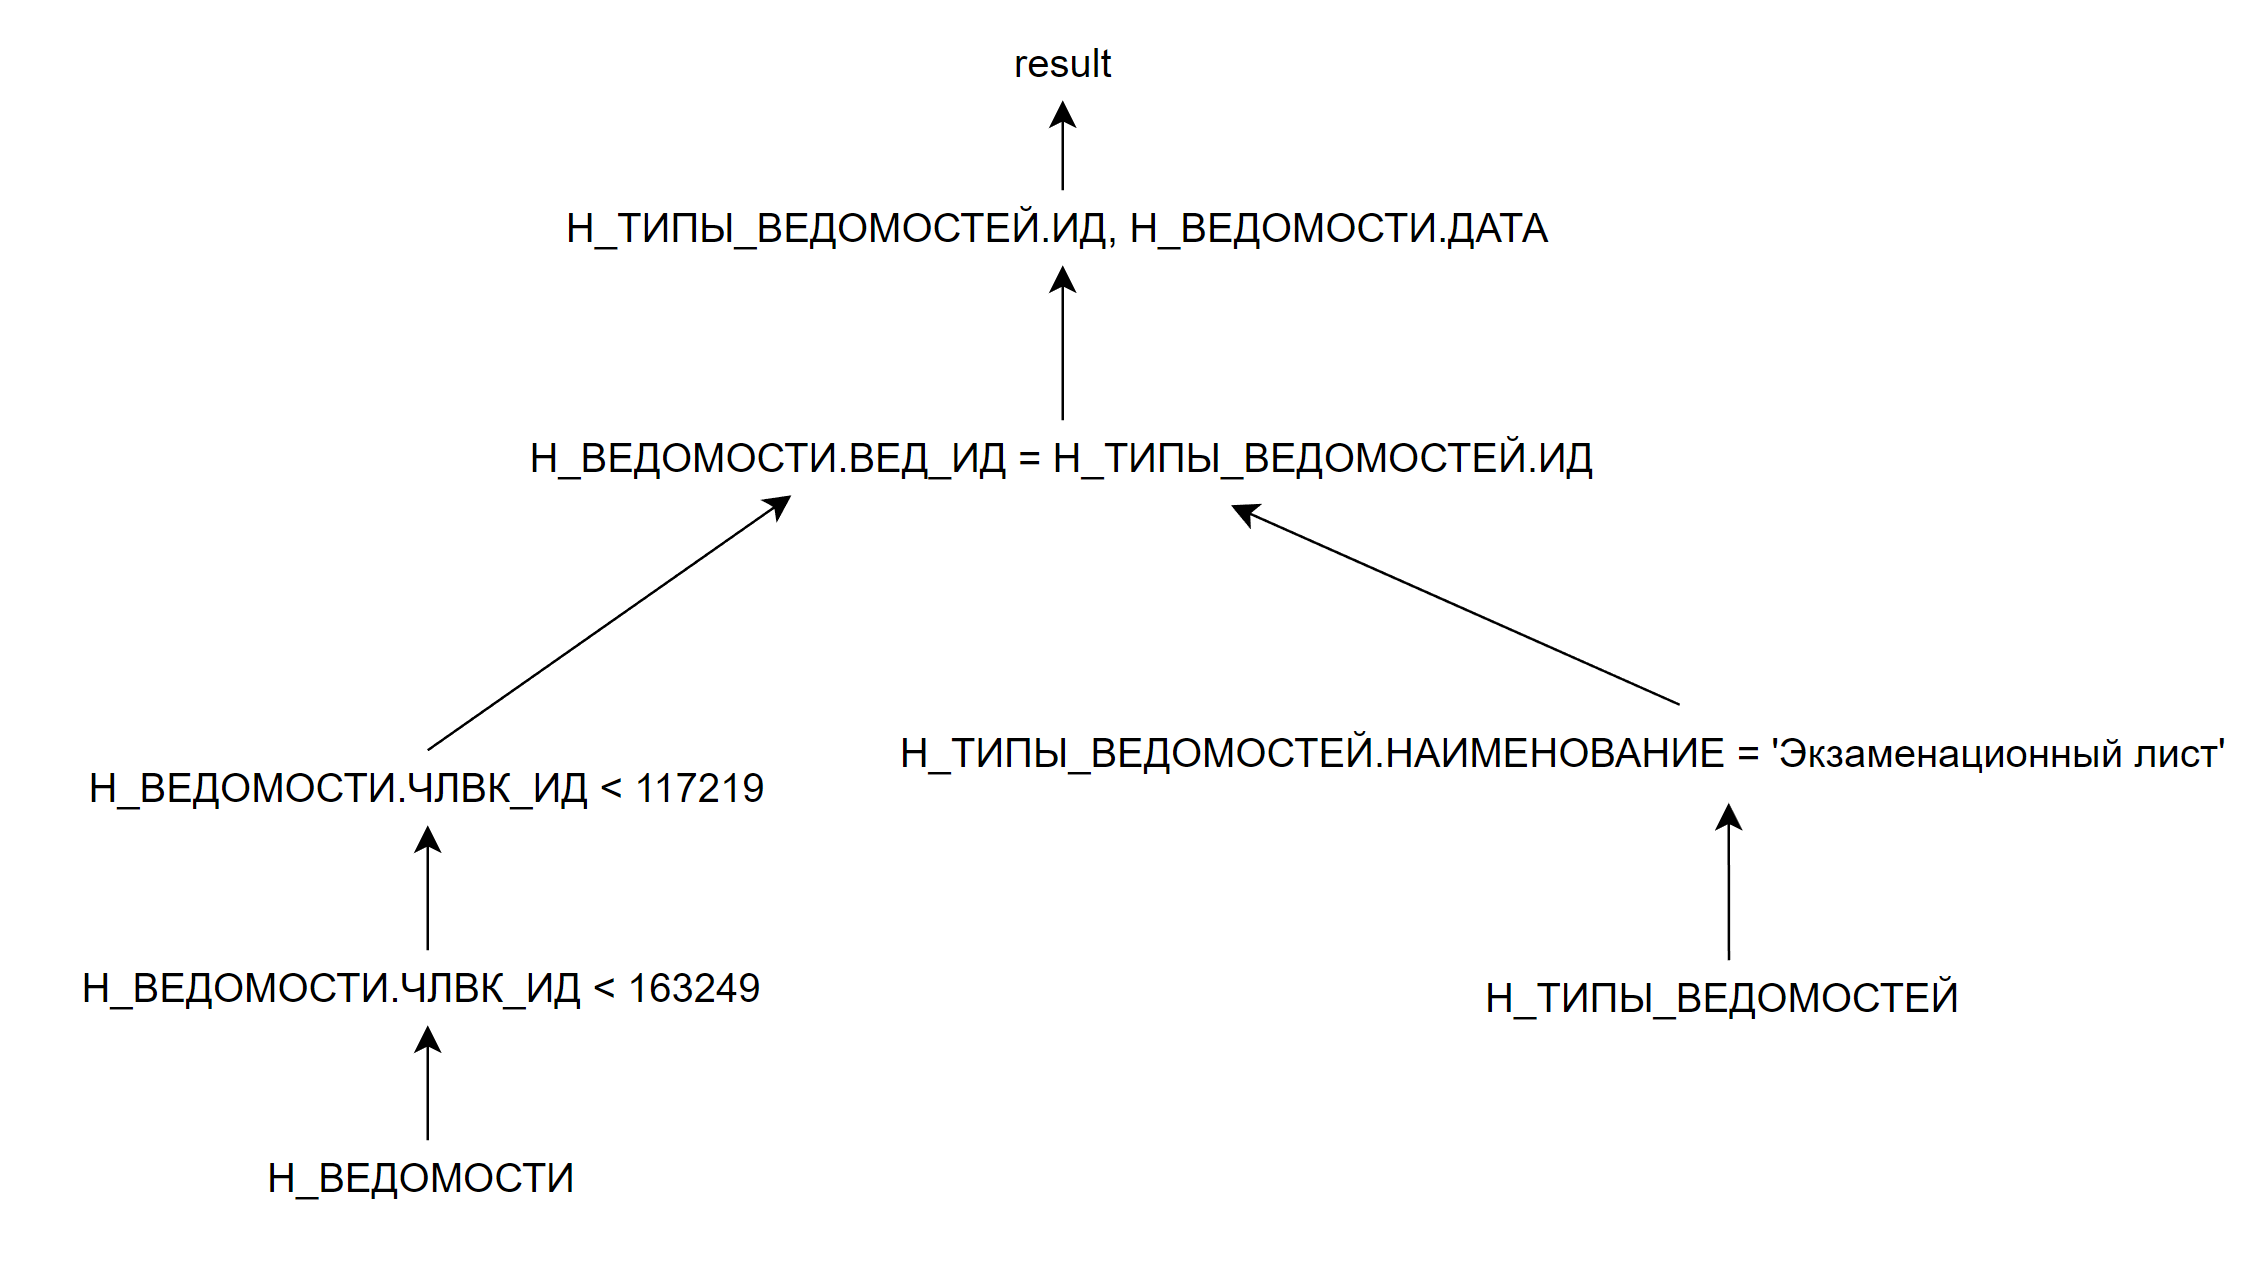 result
Н_ТИПЫ_ВЕДОМОСТЕЙ.ИД, Н_ВЕДОМОСТИ.ДАТА
Н_ВЕДОМОСТИ.ВЕД_ИД = Н_ТИПЫ_ВЕДОМОСТЕЙ.ИД
Н_ТИПЫ_ВЕДОМОСТЕЙ.НАИМЕНОВАНИЕ = 'Экзаменационный лист'
Н_ВЕДОМОСТИ.ЧЛВК_ИД < 117219
Н_ВЕДОМОСТИ.ЧЛВК_ИД < 163249
Н_ТИПЫ_ВЕДОМОСТЕЙ
Н_ВЕДОМОСТИ